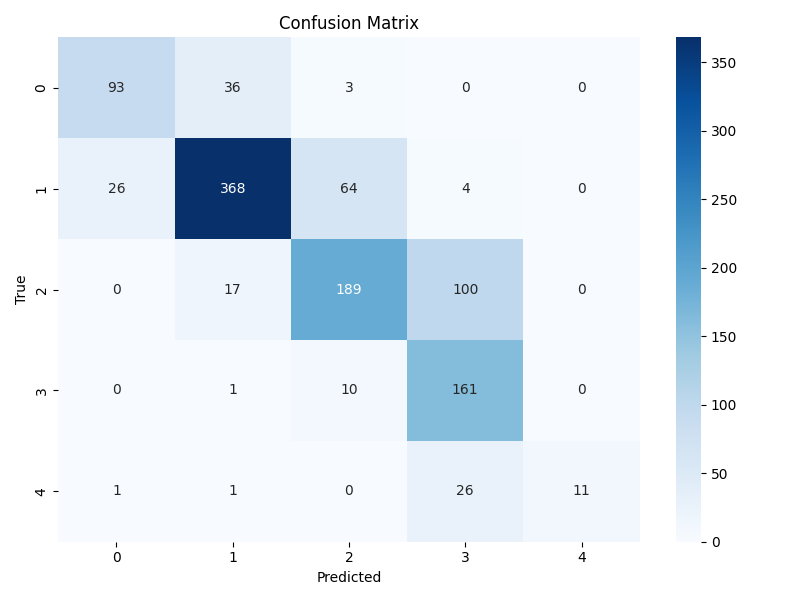 Confusion Matrix
0 93 36 3 0 0
1 26 368 64 4 0
2 0 17 189 100 0
3 0 1 10 161 0
4 1 1 0 26 11
0 1 2 3 4
Predicted
True
350
300
250
200
150
100
50
0